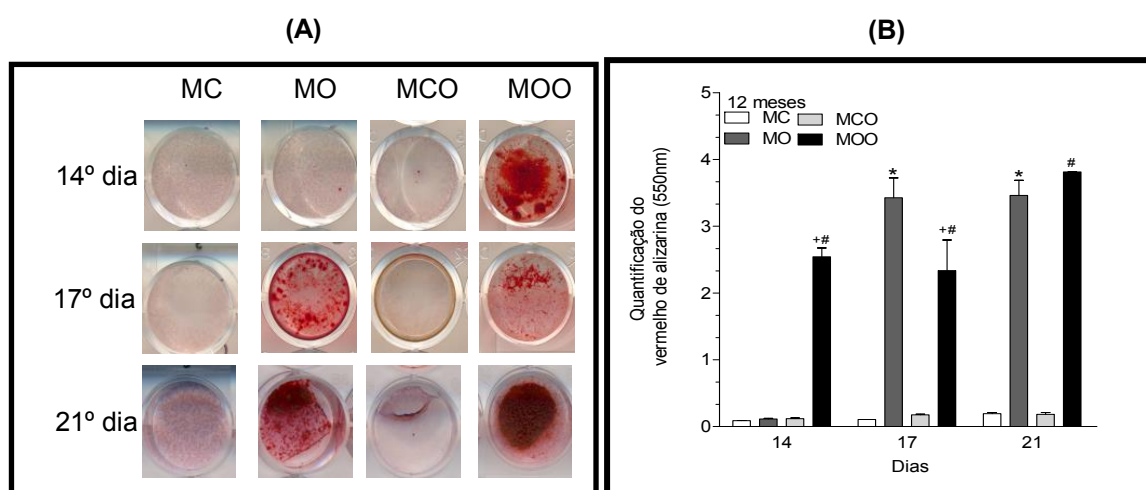 (A)
MC MO MCO MOO
14º dia
17º dia
21º dia
(B)
Quantificação do
vermelho de alizarina (550nm)
5
4
3
2
1
0
12 meses
MC MCO
MO MOO
+#
*
+#
*
#
14 17 21
Dias